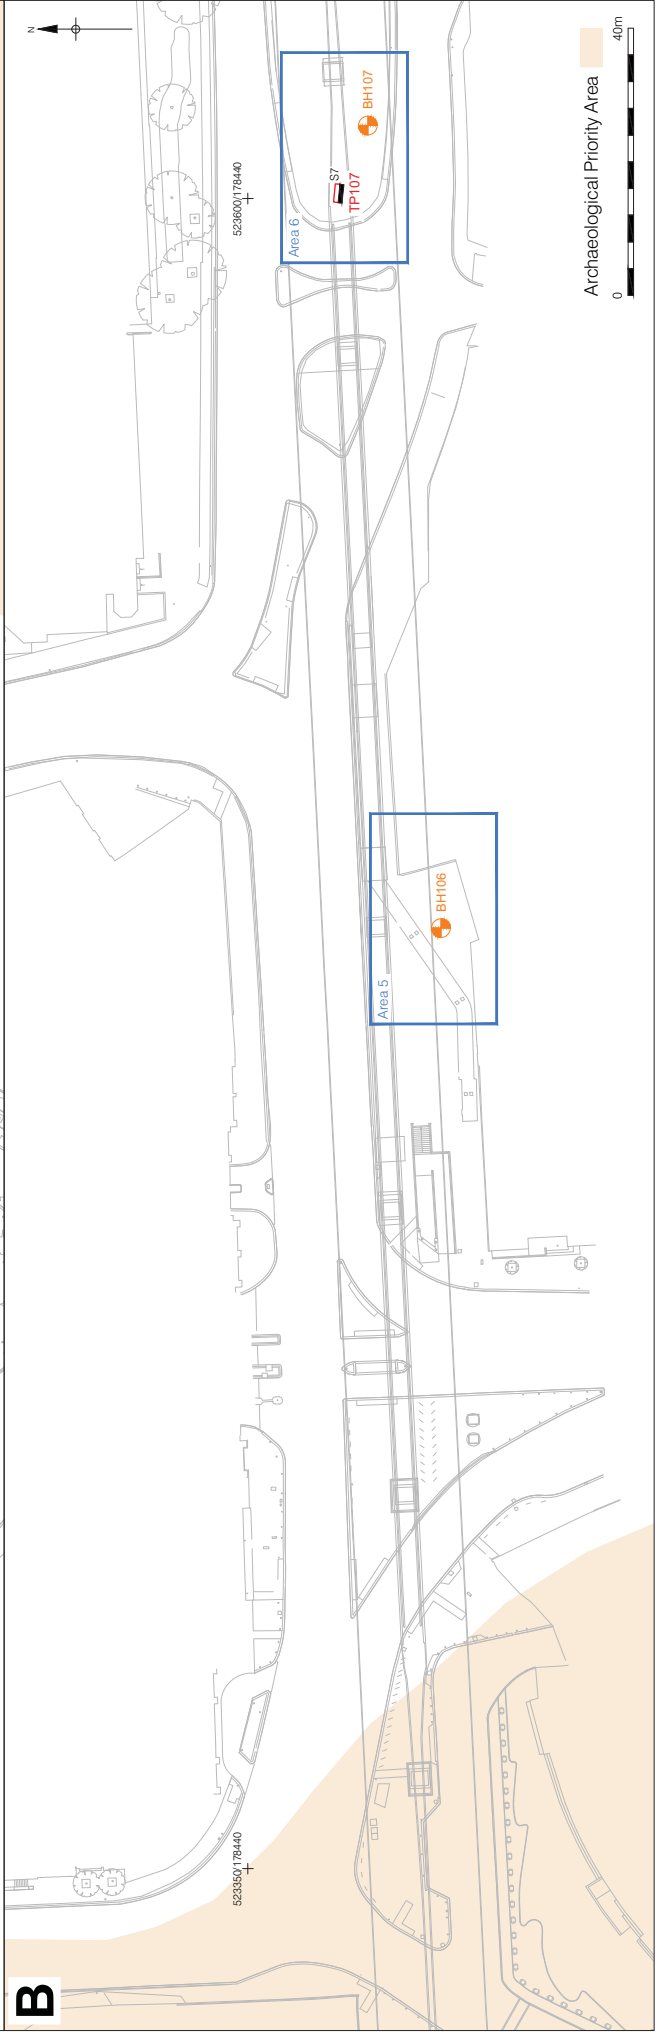 B
N
523350/178440
523600/178440
Area 5
BH106
Area 6
S7
TP107
BH107
Archaeological Priority Area
0
40m